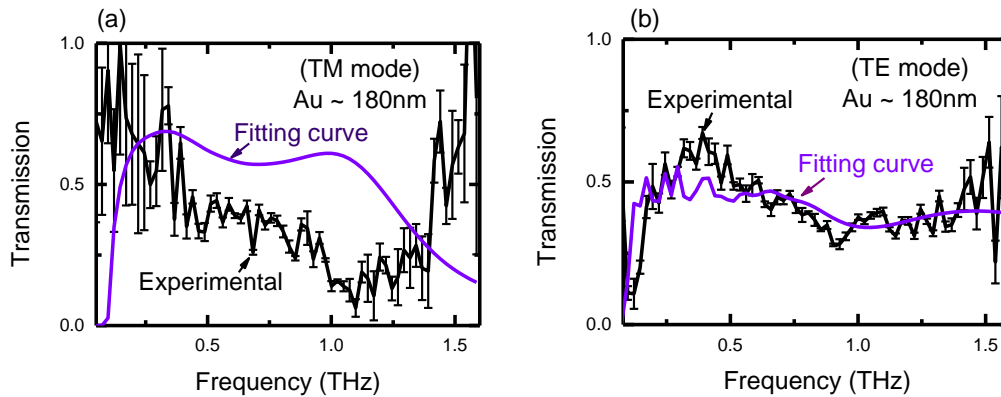 (a)
1.0
0.5
0.0
0.5
1.0
1.5
Transmission
Frequency (THz)
(TM mode)
Au ~ 180nm
Fitting curve
Experimental
(b)
1.0
0.5
0.0
0.5
1.0
1.5
Transmission
Frequency (THz)
(TE mode)
Au ~ 180nm
Experimental
Fitting curve